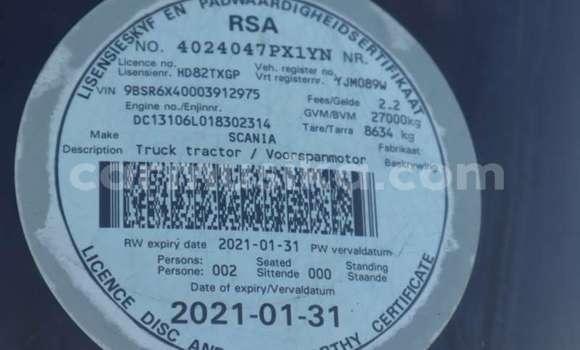 LISENSIESKYF EN PADWAARDIGHEIDSERTIFIKAAT
RSA
NO. 4024047PX1YN NR.
Licence no. Veh. register no.
Lisensienr. HD82TXGP Vrt registernr. YJM089W
VIN 9BSR6X40003912975 Fees/Gelde 2.2
Engine no./Enjinnr. GVM/BVM 27000kg
DC13106L018302314 Tare/Tarra 8634 kg
Make SCANIA Fabrikaat
Description Truck tractor / Voorspanmotor Beskrywing
RW expiry date 2021-01-31 PW vervaldatum
Persons: Seated Standing
Persone: 002 Sittende 000 Staande
Date of expiry/Vervaldatum
2021-01-31
LICENCE DISC AND
THY CERTIFICATE